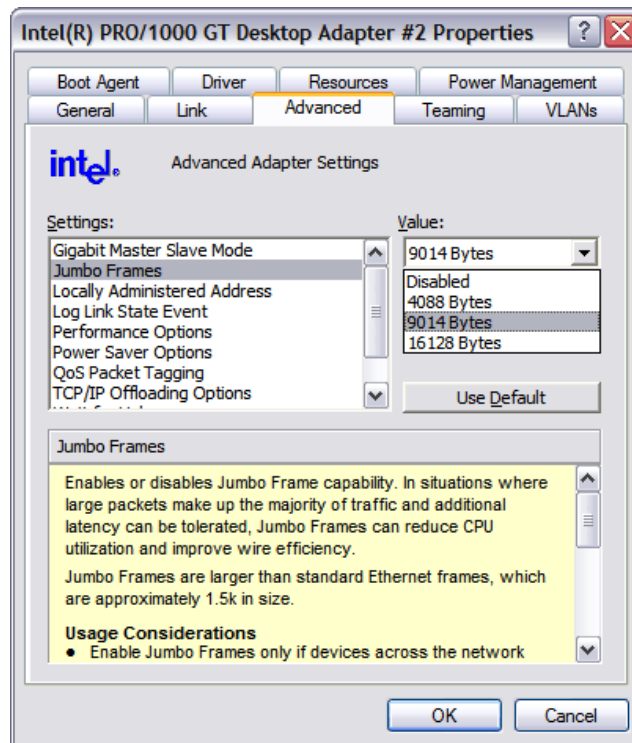 Intel(R) PRO/1000 GT Desktop Adapter #2 Properties
Boot Agent Driver Resources Power Management
General Link Advanced Teaming VLANs
intel® Advanced Adapter Settings
Settings: Value:
Gigabit Master Slave Mode 9014 Bytes
Jumbo Frames Disabled
Locally Administered Address 4088 Bytes
Log Link State Event 9014 Bytes
Performance Options 16128 Bytes
Power Saver Options
QoS Packet Tagging
TCP/IP Offloading Options Use Default
Jumbo Frames
Enables or disables Jumbo Frame capability. In situations where
large packets make up the majority of traffic and additional
latency can be tolerated, Jumbo Frames can reduce CPU
utilization and improve wire efficiency.
Jumbo Frames are larger than standard Ethernet frames, which
are approximately 1.5k in size.
Usage Considerations
● Enable Jumbo Frames only if devices across the network
OK Cancel